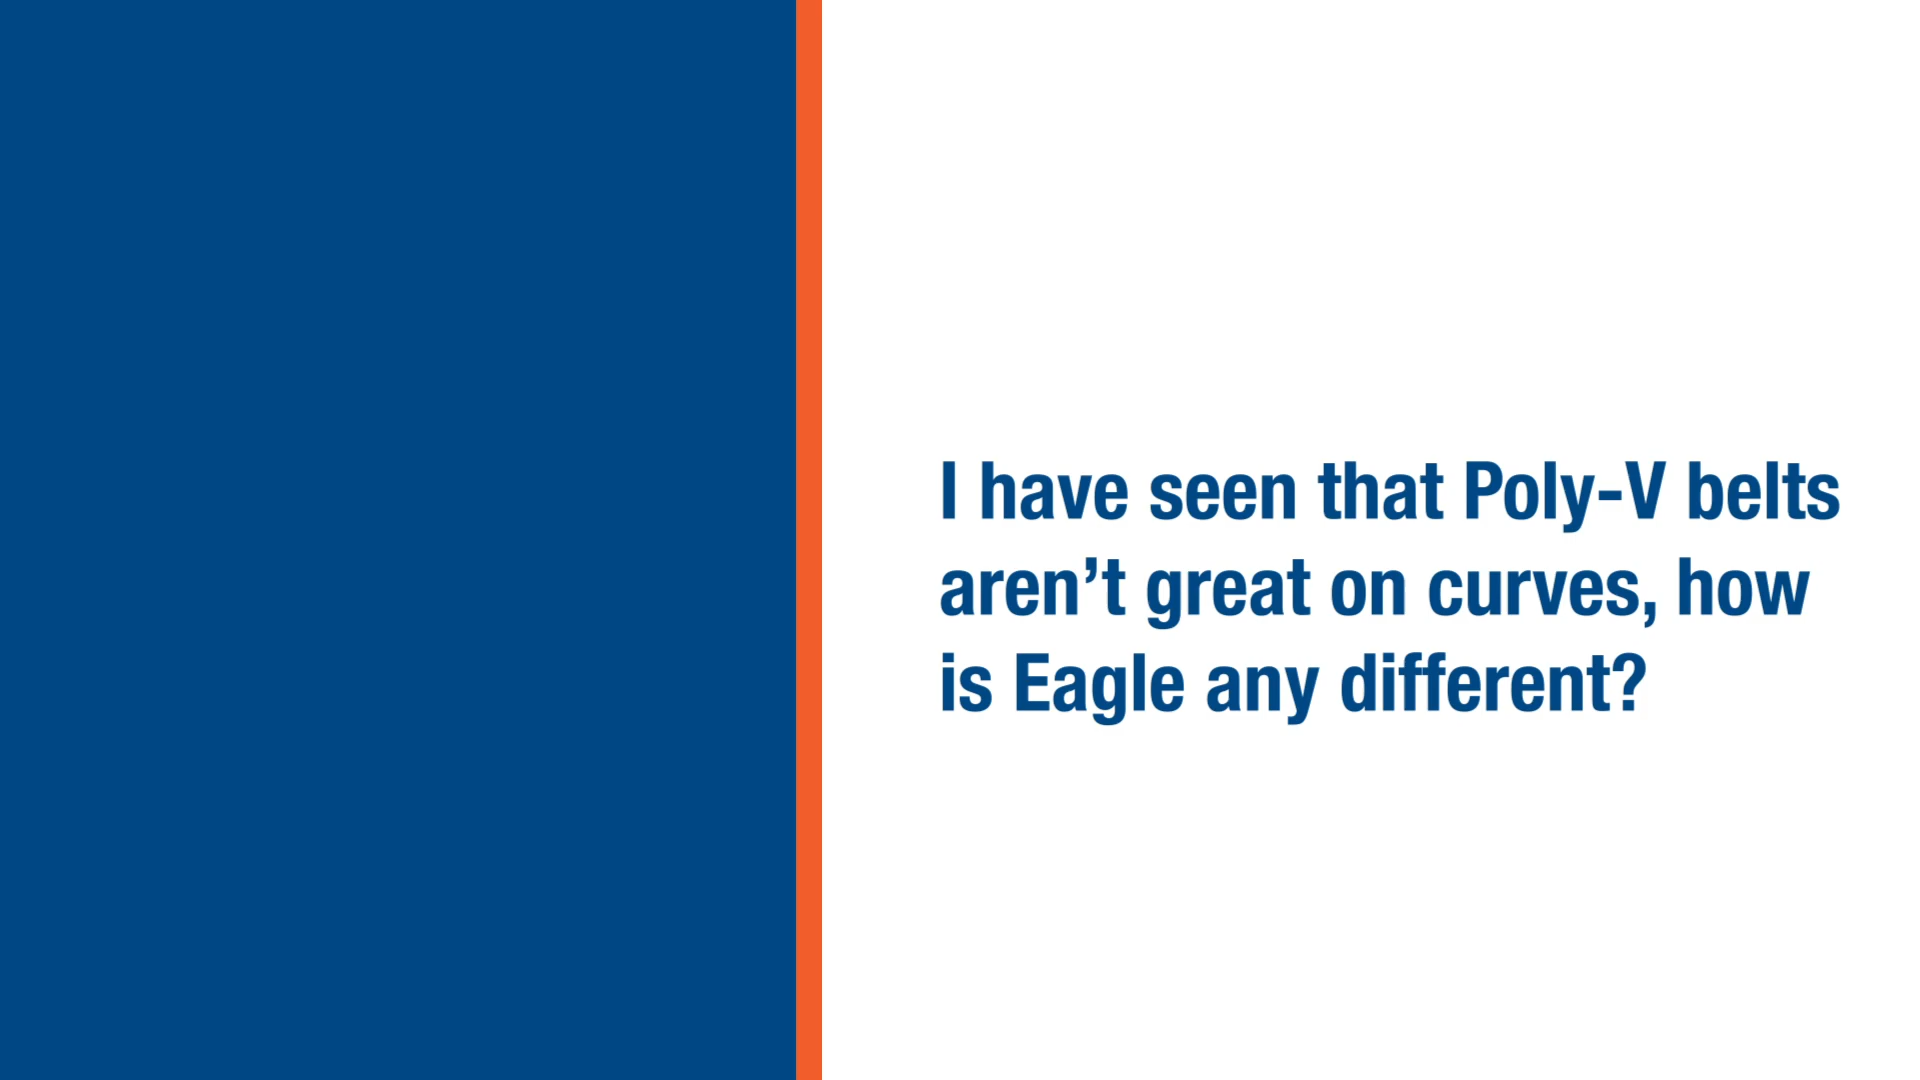 I have seen that Poly-V belts
aren’t great on curves, how
is Eagle any different?